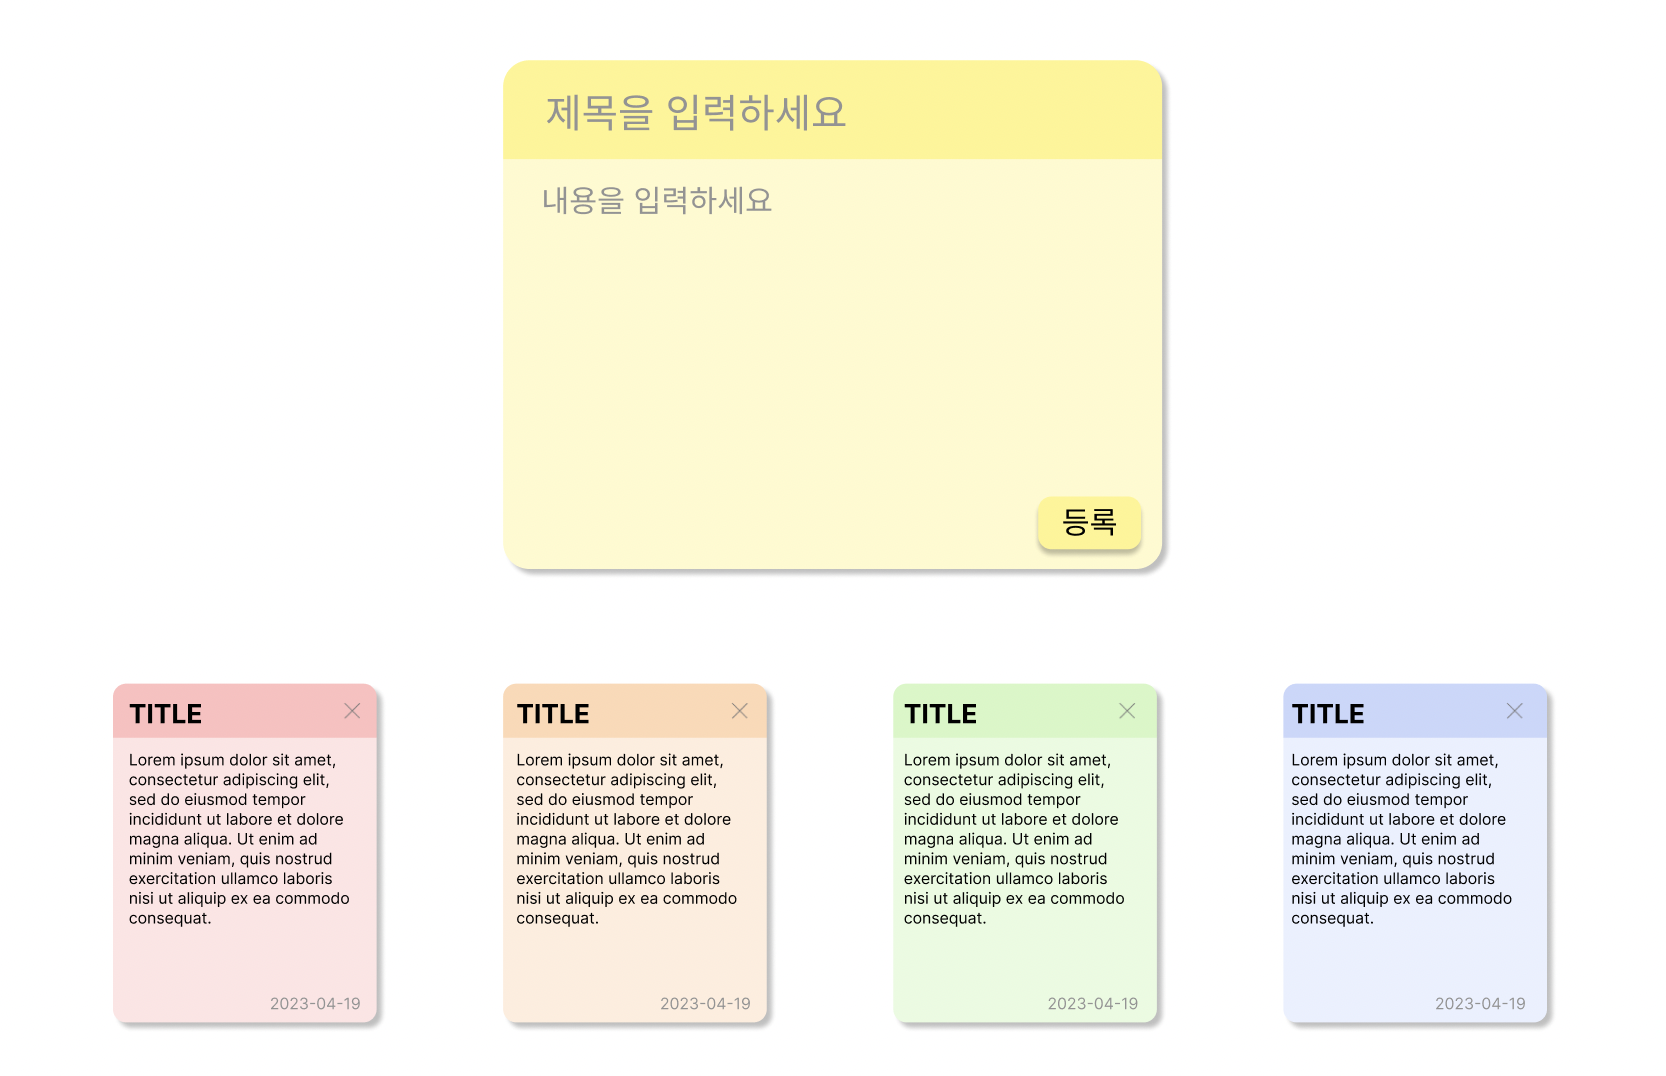 제목을 입력하세요
내용을 입력하세요
등록
TITLE
Lorem ipsum dolor sit amet,
consectetur adipiscing elit,
sed do eiusmod tempor
incididunt ut labore et dolore
magna aliqua. Ut enim ad
minim veniam, quis nostrud
exercitation ullamco laboris
nisi ut aliquip ex ea commodo
consequat.
2023-04-19
TITLE
Lorem ipsum dolor sit amet,
consectetur adipiscing elit,
sed do eiusmod tempor
incididunt ut labore et dolore
magna aliqua. Ut enim ad
minim veniam, quis nostrud
exercitation ullamco laboris
nisi ut aliquip ex ea commodo
consequat.
2023-04-19
TITLE
Lorem ipsum dolor sit amet,
consectetur adipiscing elit,
sed do eiusmod tempor
incididunt ut labore et dolore
magna aliqua. Ut enim ad
minim veniam, quis nostrud
exercitation ullamco laboris
nisi ut aliquip ex ea commodo
consequat.
2023-04-19
TITLE
Lorem ipsum dolor sit amet,
consectetur adipiscing elit,
sed do eiusmod tempor
incididunt ut labore et dolore
magna aliqua. Ut enim ad
minim veniam, quis nostrud
exercitation ullamco laboris
nisi ut aliquip ex ea commodo
consequat.
2023-04-19